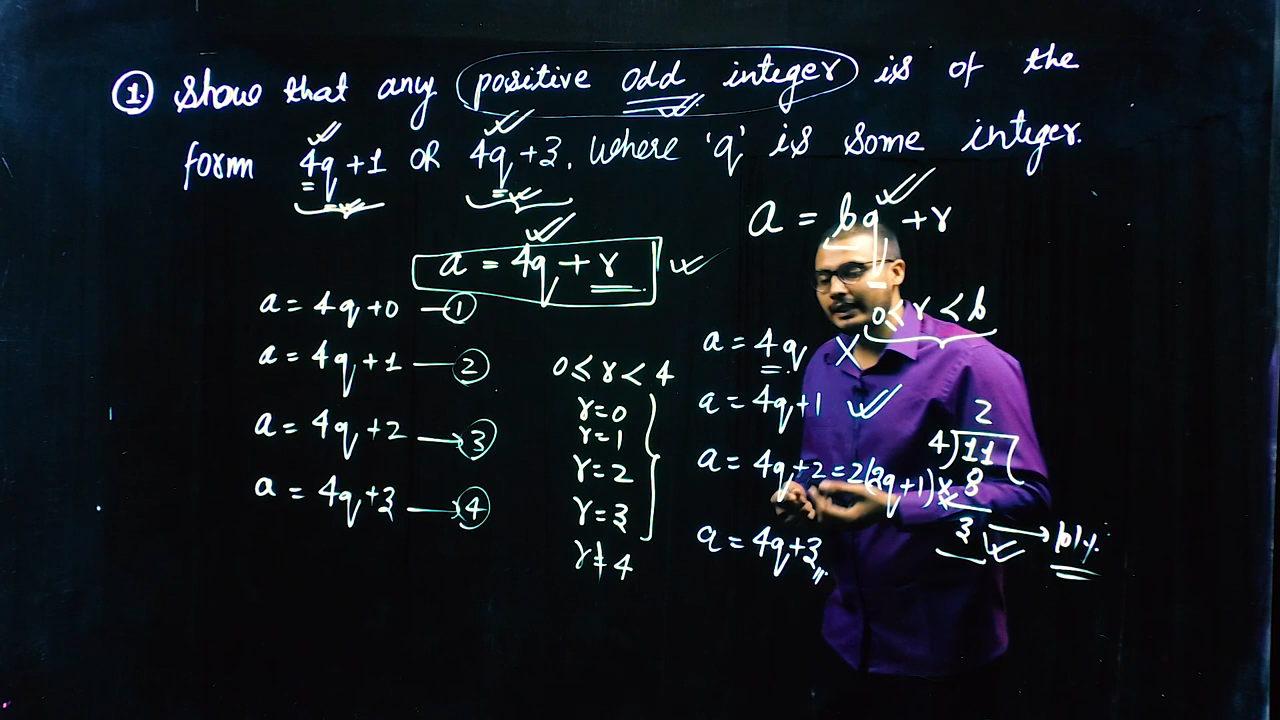 ① Show that any positive odd integer is of the
form 4q+1 OR 4q+3, where 'q' is some integer.
a = bq + r
a = 4q + r
0 ≤ r < b
a = 4q+0 — ①
a = 4q+1 — ②
a = 4q+2 → ③
a = 4q+3 → ④
0 ≤ r < 4
r=0
r=1
r=2
r=3
r≠4
a = 4q ×
a = 4q+1 ✓
a = 4q+2 = 2(2q+1) ×
a = 4q+3
2
4)11(
8
3 →